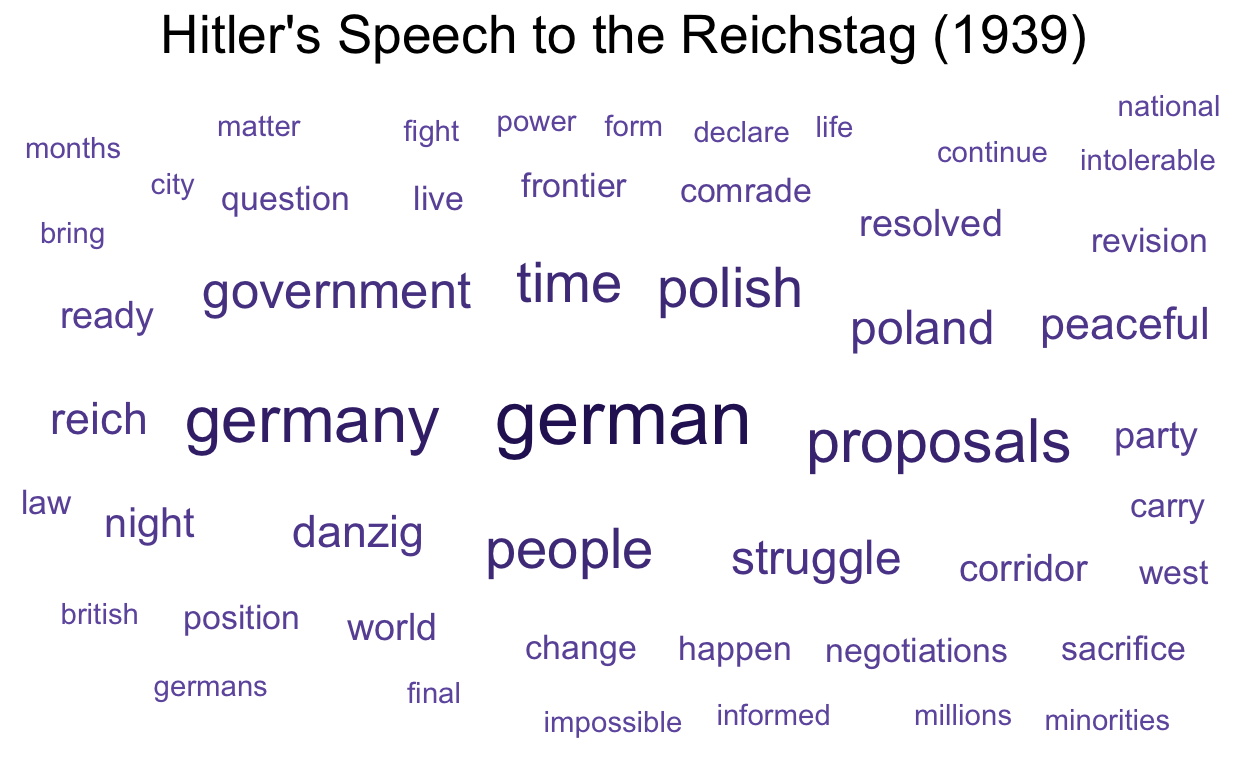 Hitler's Speech to the Reichstag (1939)
national
matter fight power form declare life
months continue intolerable
city question live frontier comrade
bring resolved revision
government time polish
ready poland peaceful
reich germany german proposals party
law night danzig people struggle corridor west carry
british position world
change happen negotiations sacrifice
germans final
impossible informed millions minorities